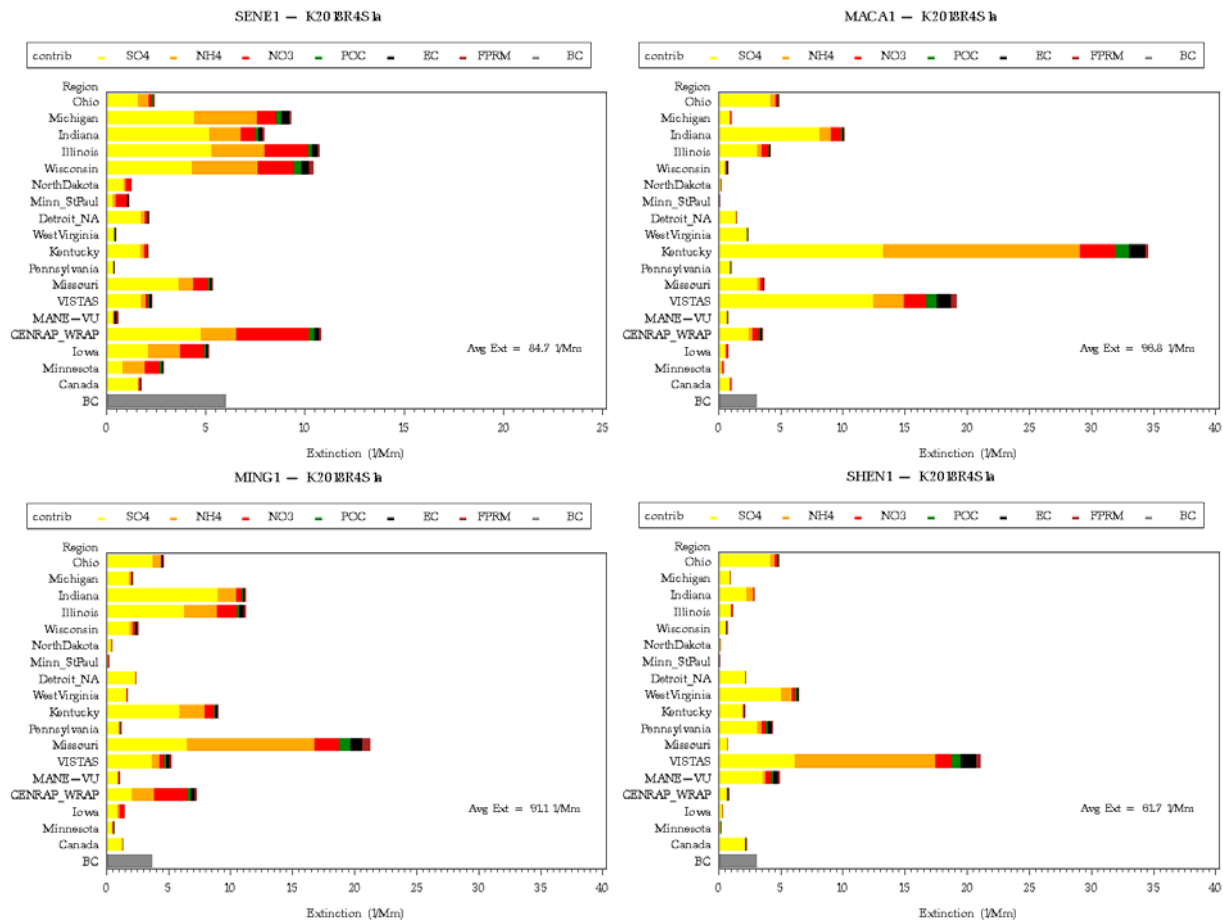 SENE1 — K2018R4S1a
contrib SO4 NH4 NO3 POC EC FPRM BC
Region
Ohio
Michigan
Indiana
Illinois
Wisconsin
NorthDakota
Minn_StPaul
Detroit_NA
WestVirginia
Kentucky
Pennsylvania
Missouri
VISTAS
MANE−VU
CENRAP_WRAP
Iowa
Minnesota
Canada
BC
Avg Ext = 84.7 1/Mm
0 5 10 15 20 25
Extinction (1/Mm)
MACA1 — K2018R4S1a
contrib SO4 NH4 NO3 POC EC FPRM BC
Region
Ohio
Michigan
Indiana
Illinois
Wisconsin
NorthDakota
Minn_StPaul
Detroit_NA
WestVirginia
Kentucky
Pennsylvania
Missouri
VISTAS
MANE−VU
CENRAP_WRAP
Iowa
Minnesota
Canada
BC
Avg Ext = 96.8 1/Mm
0 5 10 15 20 25 30 35 40
Extinction (1/Mm)
MING1 — K2018R4S1a
contrib SO4 NH4 NO3 POC EC FPRM BC
Region
Ohio
Michigan
Indiana
Illinois
Wisconsin
NorthDakota
Minn_StPaul
Detroit_NA
WestVirginia
Kentucky
Pennsylvania
Missouri
VISTAS
MANE−VU
CENRAP_WRAP
Iowa
Minnesota
Canada
BC
Avg Ext = 91.1 1/Mm
0 5 10 15 20 25 30 35 40
Extinction (1/Mm)
SHEN1 — K2018R4S1a
contrib SO4 NH4 NO3 POC EC FPRM BC
Region
Ohio
Michigan
Indiana
Illinois
Wisconsin
NorthDakota
Minn_StPaul
Detroit_NA
WestVirginia
Kentucky
Pennsylvania
Missouri
VISTAS
MANE−VU
CENRAP_WRAP
Iowa
Minnesota
Canada
BC
Avg Ext = 61.7 1/Mm
0 5 10 15 20 25 30 35 40
Extinction (1/Mm)